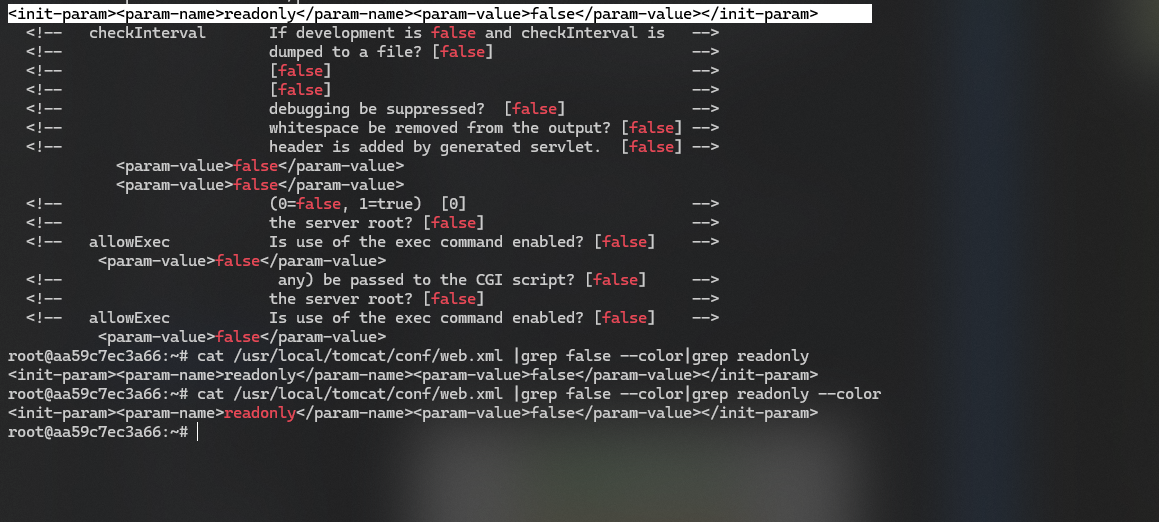 <init-param><param-name>readonly</param-name><param-value>false</param-value></init-param>
<!--   checkInterval       If development is false and checkInterval is   -->
<!--                       dumped to a file? [false]                      -->
<!--                       [false]                                        -->
<!--                       [false]                                        -->
<!--                       debugging be suppressed?  [false]              -->
<!--                       whitespace be removed from the output? [false] -->
<!--                       header is added by generated servlet.  [false] -->
<param-value>false</param-value>
<param-value>false</param-value>
<!--                       (0=false, 1=true)  [0]                         -->
<!--                       the server root? [false]                       -->
<!--   allowExec           Is use of the exec command enabled? [false]    -->
<param-value>false</param-value>
<!--                        any) be passed to the CGI script? [false]     -->
<!--                       the server root? [false]                       -->
<!--   allowExec           Is use of the exec command enabled? [false]    -->
<param-value>false</param-value>
root@aa59c7ec3a66:~# cat /usr/local/tomcat/conf/web.xml |grep false --color|grep readonly
<init-param><param-name>readonly</param-name><param-value>false</param-value></init-param>
root@aa59c7ec3a66:~# cat /usr/local/tomcat/conf/web.xml |grep false --color|grep readonly --color
<init-param><param-name>readonly</param-name><param-value>false</param-value></init-param>
root@aa59c7ec3a66:~#